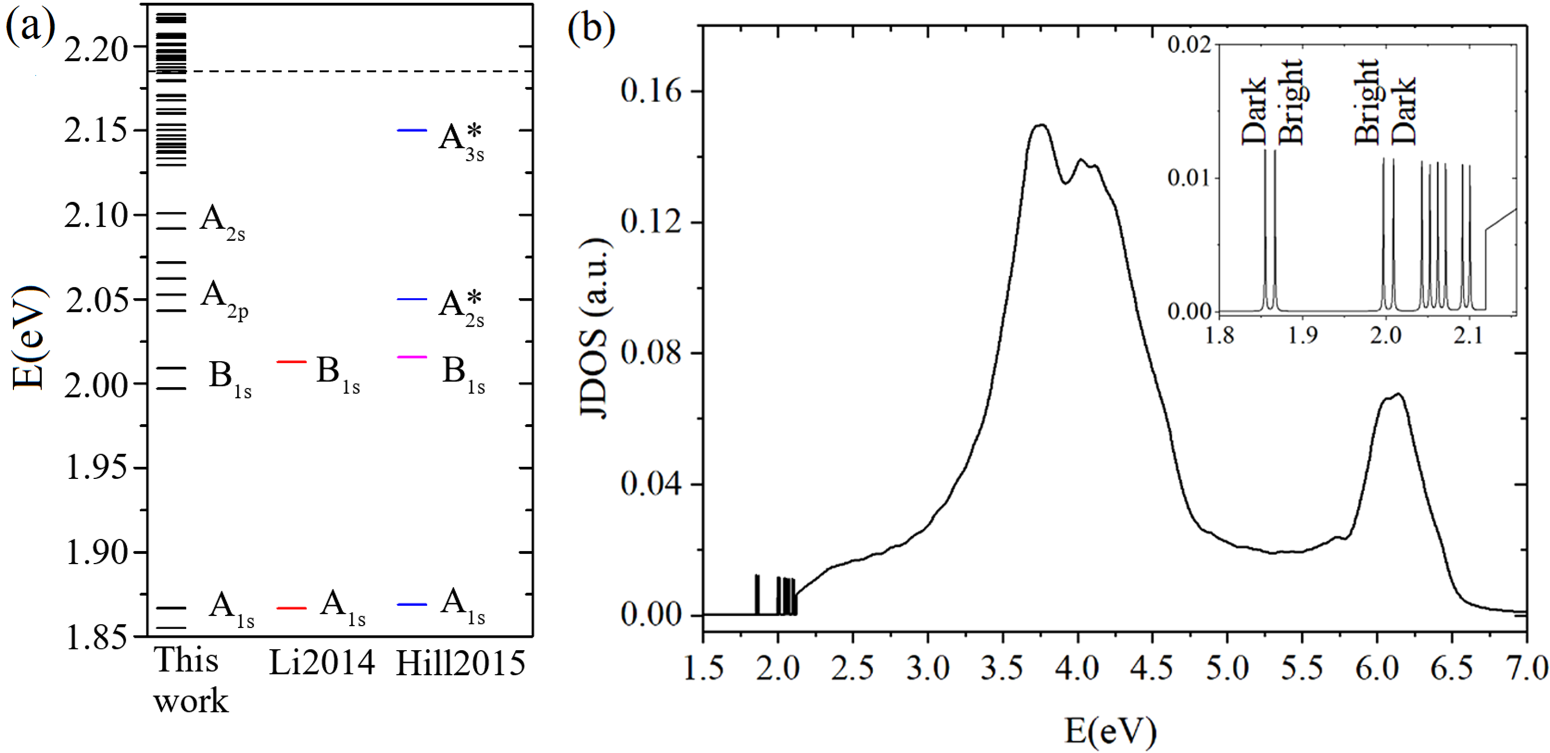 (a)
E(eV)
2.20
2.15
2.10
2.05
2.00
1.95
1.90
1.85
A2s
A2p
B1s
A1s
B1s
A1s
A*3s
A*2s
B1s
A1s
This work
Li2014
Hill2015
(b)
JDOS (a.u.)
0.16
0.12
0.08
0.04
0.00
1.5 2.0 2.5 3.0 3.5 4.0 4.5 5.0 5.5 6.0 6.5 7.0
E(eV)
0.02
0.01
0.00
1.8 1.9 2.0 2.1
Dark
Bright
Bright
Dark